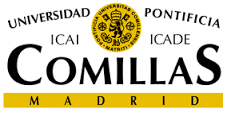 UNIVERSIDAD PONTIFICIA
ICAI ICADE
COMILLAS
MADRID